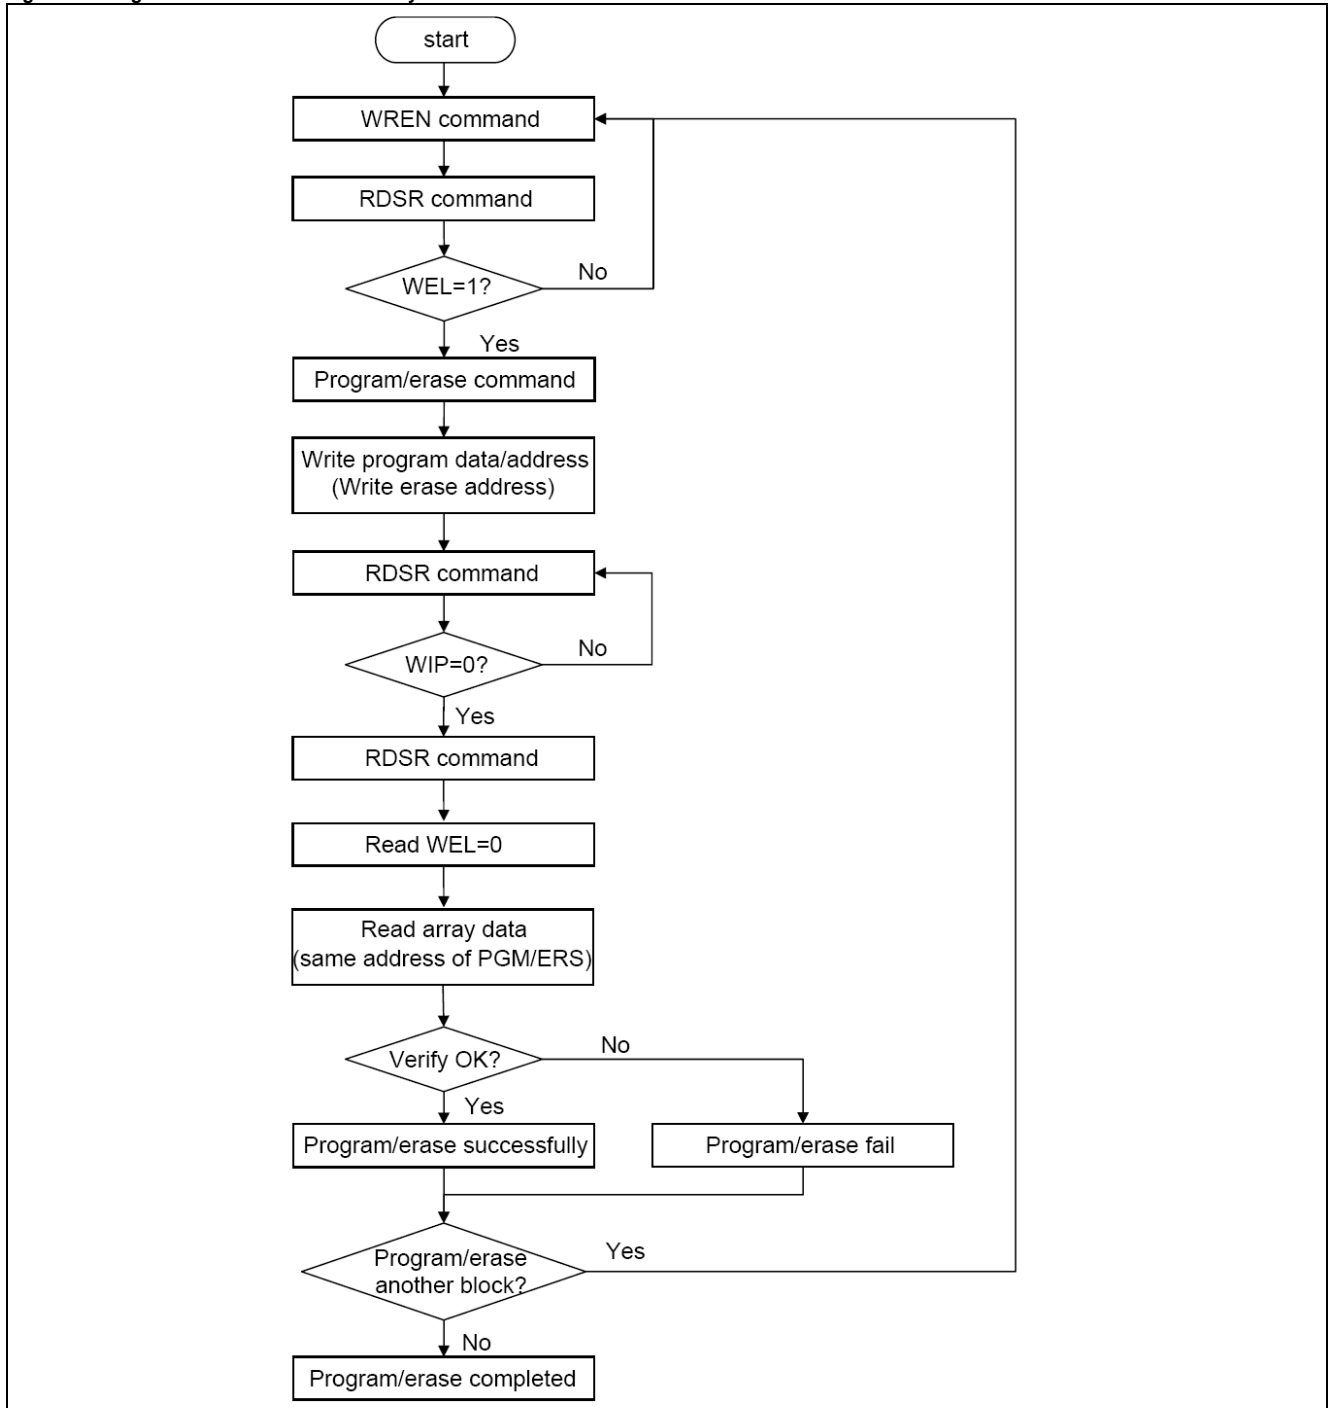 start
WREN command
RDSR command
WEL=1?
No
Yes
Program/erase command
Write program data/address
(Write erase address)
RDSR command
WIP=0?
No
Yes
RDSR command
Read WEL=0
Read array data
(same address of PGM/ERS)
Verify OK?
No
Yes
Program/erase successfully
Program/erase fail
Program/erase
another block?
Yes
No
Program/erase completed